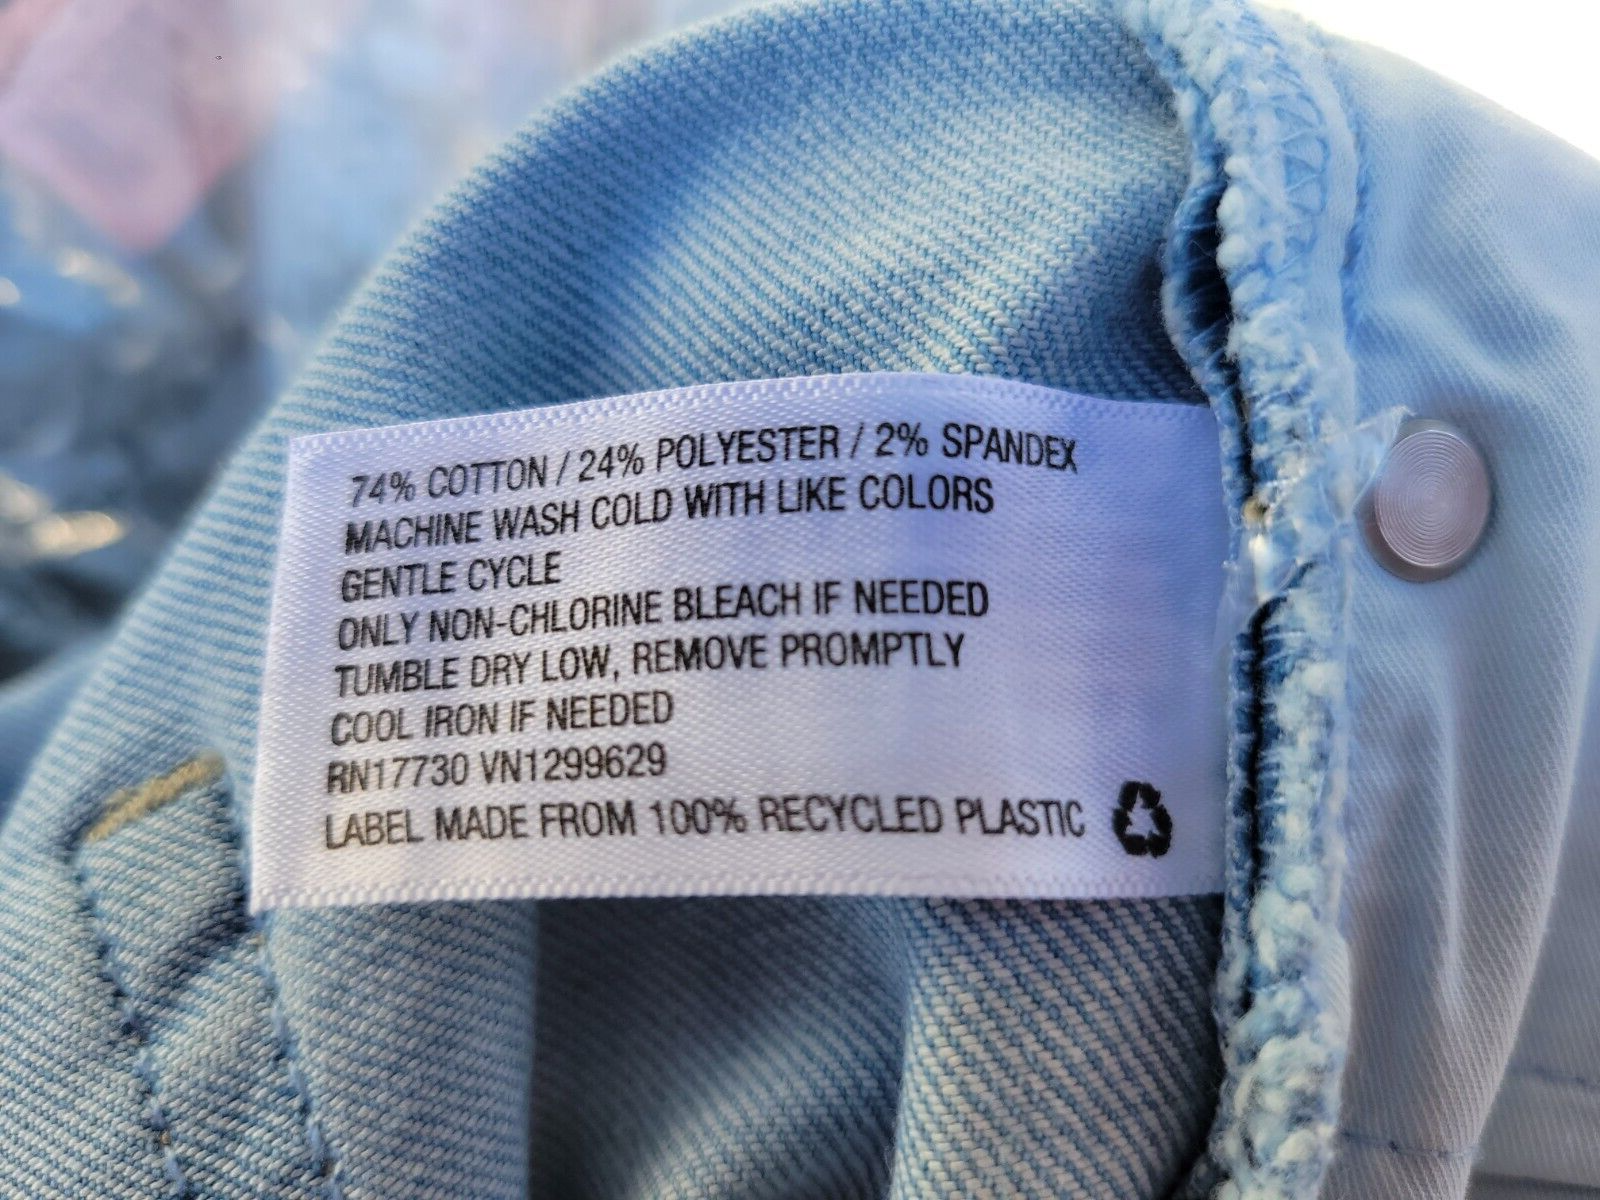 74% COTTON / 24% POLYESTER / 2% SPANDEX
MACHINE WASH COLD WITH LIKE COLORS
GENTLE CYCLE
ONLY NON-CHLORINE BLEACH IF NEEDED
TUMBLE DRY LOW, REMOVE PROMPTLY
COOL IRON IF NEEDED
RN17730 VN1299629
LABEL MADE FROM 100% RECYCLED PLASTIC